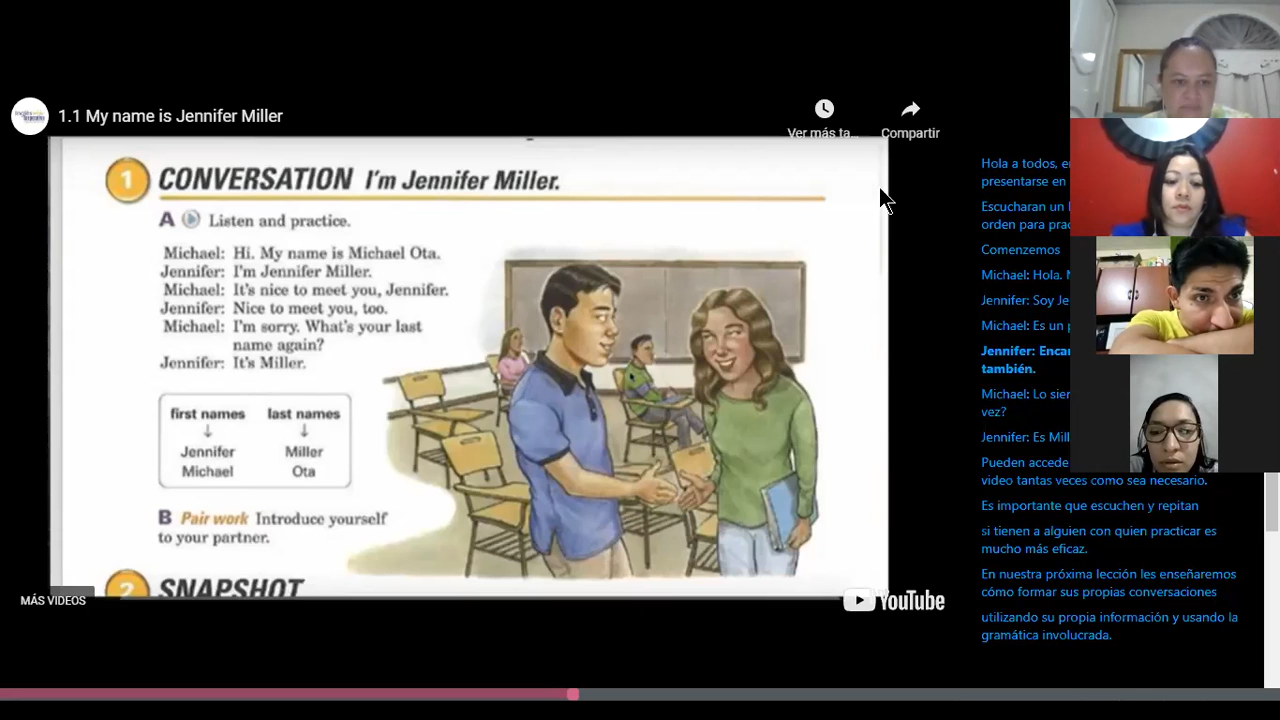 1.1 My name is Jennifer Miller
Ver más ta...
Compartir
1 CONVERSATION I'm Jennifer Miller.
A Listen and practice.
Michael: Hi. My name is Michael Ota.
Jennifer: I'm Jennifer Miller.
Michael: It's nice to meet you, Jennifer.
Jennifer: Nice to meet you, too.
Michael: I'm sorry. What's your last
name again?
Jennifer: It's Miller.
first names last names
↓ ↓
Jennifer Miller
Michael Ota
B Pair work Introduce yourself
to your partner.
2 SNAPSHOT
MÁS VIDEOS
YouTube
Hola a todos,
presentarse en
Escucharan un
orden para
Comenzemos
Michael: Hola.
Jennifer: Soy
Michael: Es un
Jennifer:
también.
Michael: Lo
vez?
Jennifer: Es
Pueden
video tantas veces como sea necesario.
Es importante que escuchen y repitan
si tienen a alguien con quien practicar es
mucho más eficaz.
En nuestra próxima lección les enseñaremos
cómo formar sus propias conversaciones
utilizando su propia información y usando la
gramática involucrada.